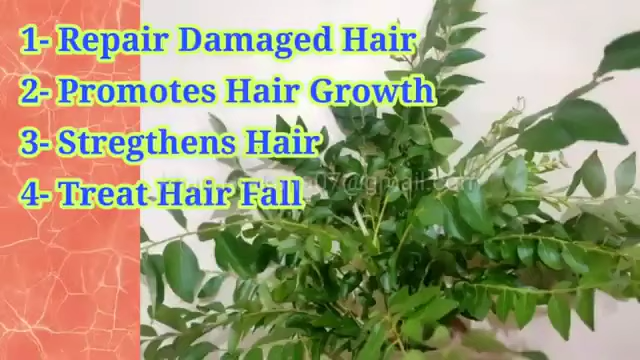 1- Repair Damaged Hair
2- Promotes Hair Growth
3- Stregthens Hair
4- Treat Hair Fall